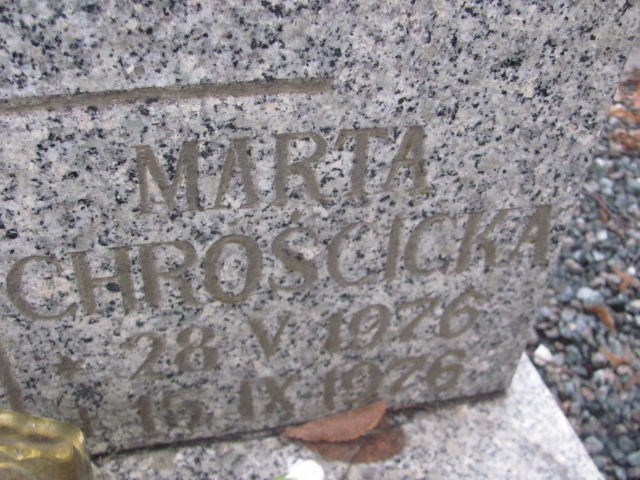 MARTA
CHROŚCICKA
* 28 V 1976
+ 15 IX 1976